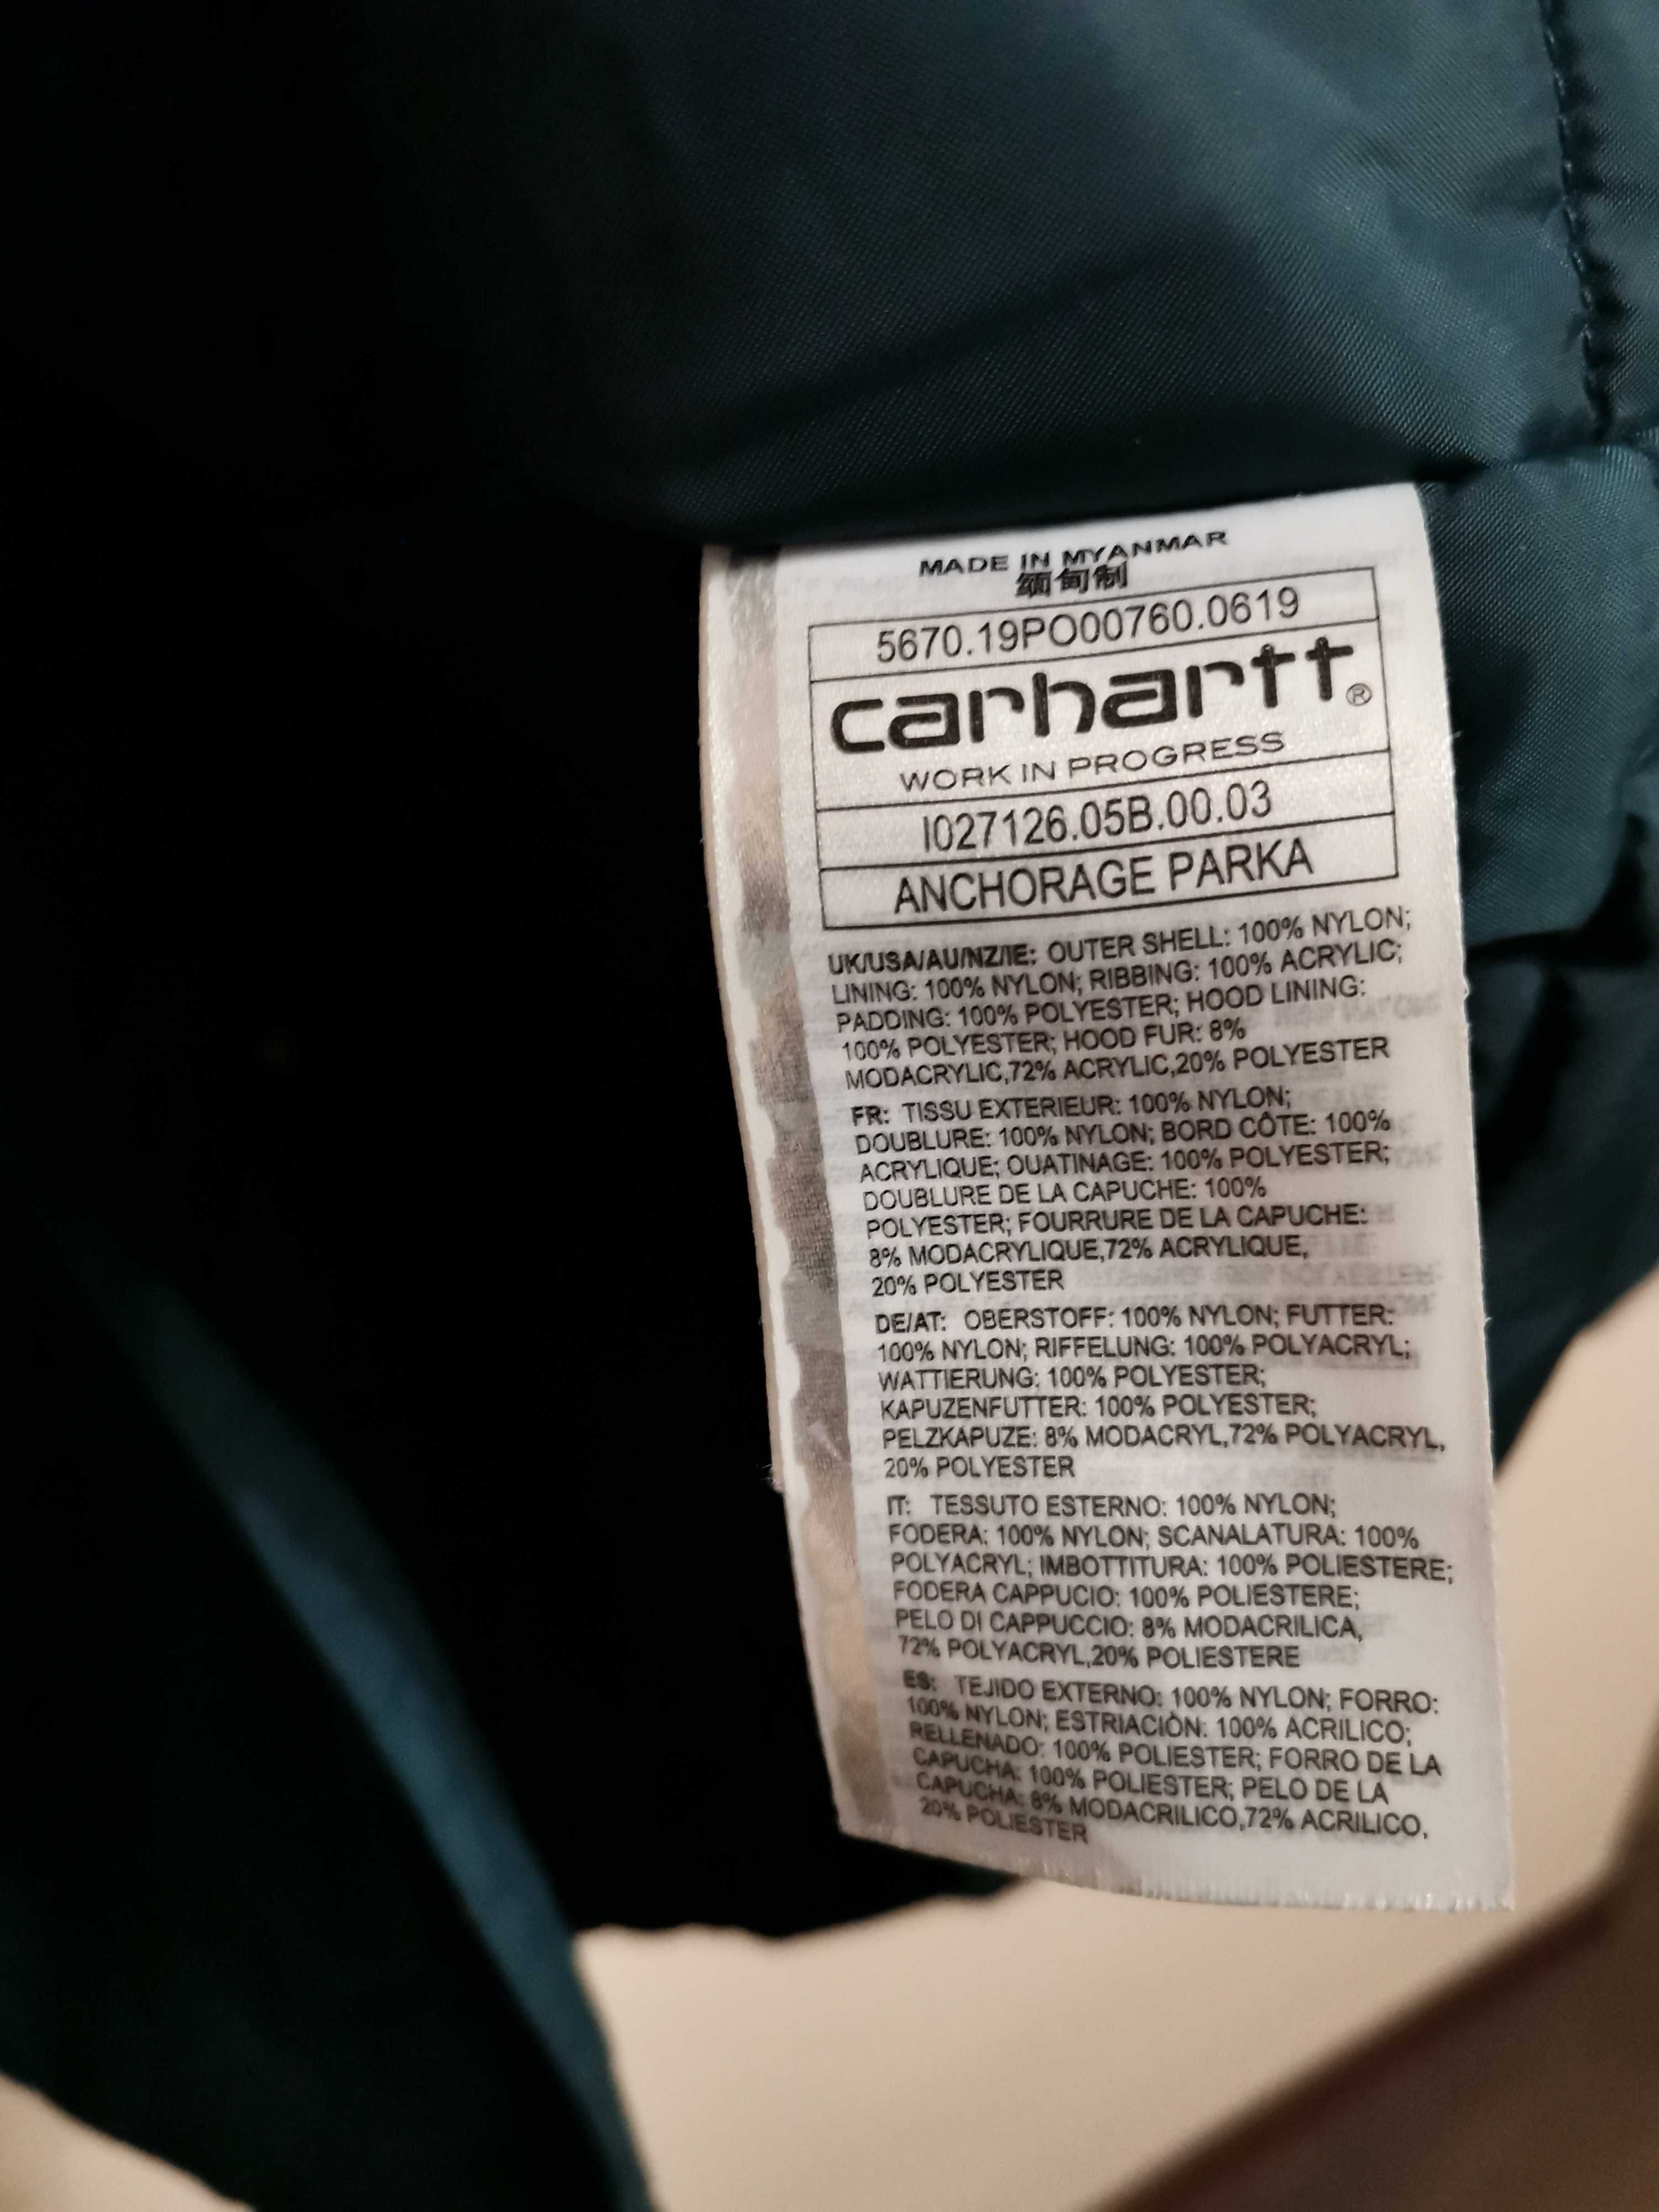 MADE IN MYANMAR
缅甸制
5670.19PO00760.0619
carhartt®
WORK IN PROGRESS
I027126.05B.00.03
ANCHORAGE PARKA
UK/USA/AU/NZ/IE: OUTER SHELL: 100% NYLON;
LINING: 100% NYLON; RIBBING: 100% ACRYLIC;
PADDING: 100% POLYESTER; HOOD LINING:
100% POLYESTER; HOOD FUR: 8%
MODACRYLIC,72% ACRYLIC,20% POLYESTER
FR: TISSU EXTERIEUR: 100% NYLON;
DOUBLURE: 100% NYLON; BORD CÔTE: 100%
ACRYLIQUE; OUATINAGE: 100% POLYESTER;
DOUBLURE DE LA CAPUCHE: 100%
POLYESTER; FOURRURE DE LA CAPUCHE:
8% MODACRYLIQUE,72% ACRYLIQUE,
20% POLYESTER
DE/AT: OBERSTOFF: 100% NYLON; FUTTER:
100% NYLON; RIFFELUNG: 100% POLYACRYL;
WATTIERUNG: 100% POLYESTER;
KAPUZENFUTTER: 100% POLYESTER;
PELZKAPUZE: 8% MODACRYL,72% POLYACRYL,
20% POLYESTER
IT: TESSUTO ESTERNO: 100% NYLON;
FODERA: 100% NYLON; SCANALATURA: 100%
POLYACRYL; IMBOTTITURA: 100% POLIESTERE;
FODERA CAPPUCIO: 100% POLIESTERE;
PELO DI CAPPUCCIO: 8% MODACRILICA,
72% POLYACRYL,20% POLIESTERE
ES: TEJIDO EXTERNO: 100% NYLON; FORRO:
100% NYLON; ESTRIACIÒN: 100% ACRILICO;
RELLENADO: 100% POLIESTER; FORRO DE LA
CAPUCHA: 100% POLIESTER; PELO DE LA
CAPUCHA: 8% MODACRILICO,72% ACRILICO,
20% POLIESTER